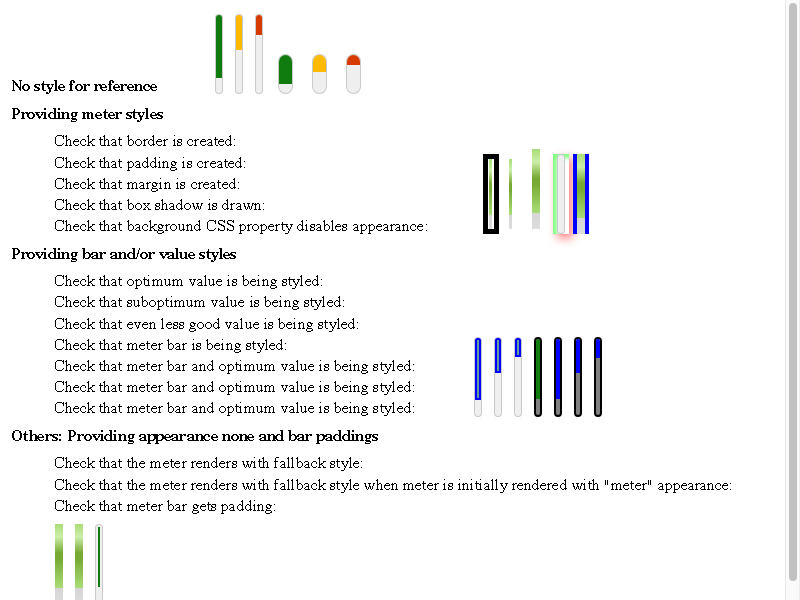 No style for reference
Providing meter styles
Check that border is created:
Check that padding is created:
Check that margin is created:
Check that box shadow is drawn:
Check that background CSS property disables appearance:
Providing bar and/or value styles
Check that optimum value is being styled:
Check that suboptimum value is being styled:
Check that even less good value is being styled:
Check that meter bar is being styled:
Check that meter bar and optimum value is being styled:
Check that meter bar and optimum value is being styled:
Check that meter bar and optimum value is being styled:
Others: Providing appearance none and bar paddings
Check that the meter renders with fallback style:
Check that the meter renders with fallback style when meter is initially rendered with "meter" appearance:
Check that meter bar gets padding: